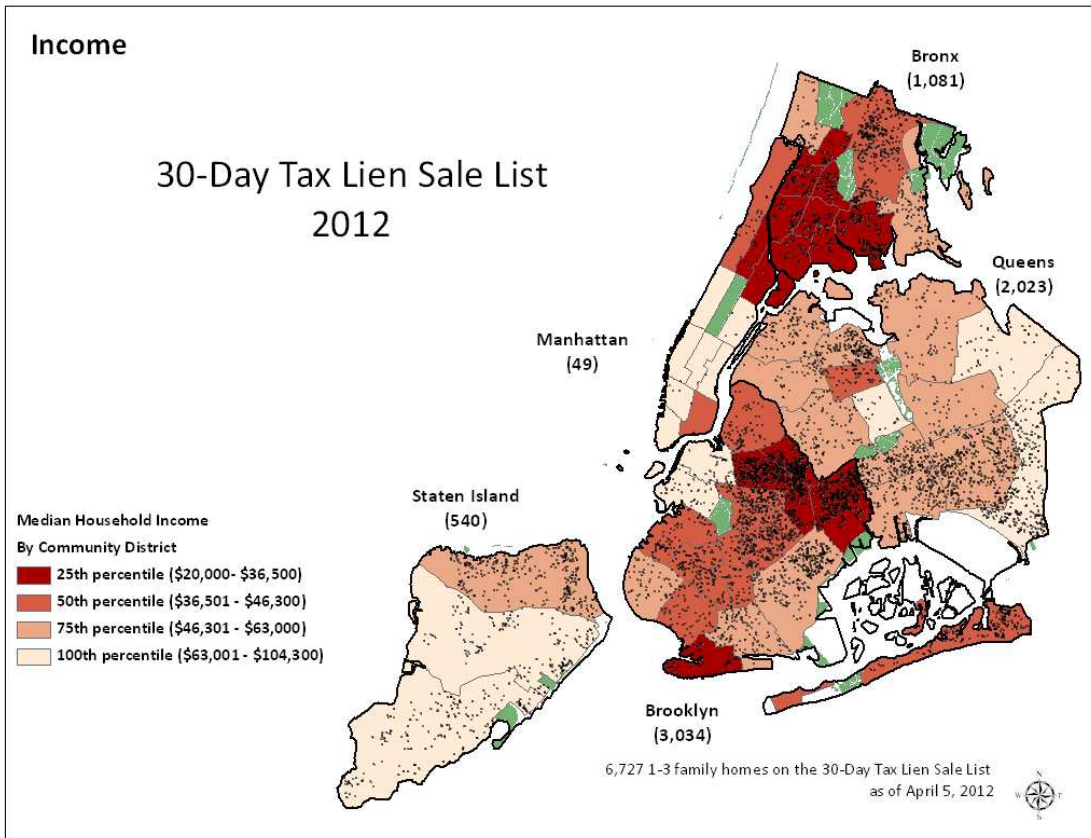 Income
30-Day Tax Lien Sale List
2012
Bronx
(1,081)
Queens
(2,023)
Manhattan
(49)
Staten Island
(540)
Median Household Income
By Community District
25th percentile ($20,000- $36,500)
50th percentile ($36,501 - $46,300)
75th percentile ($46,301 - $63,000)
100th percentile ($63,001 - $104,300)
Brooklyn
(3,034)
6,727 1-3 family homes on the 30-Day Tax Lien Sale List
as of April 5, 2012
N
W E
S